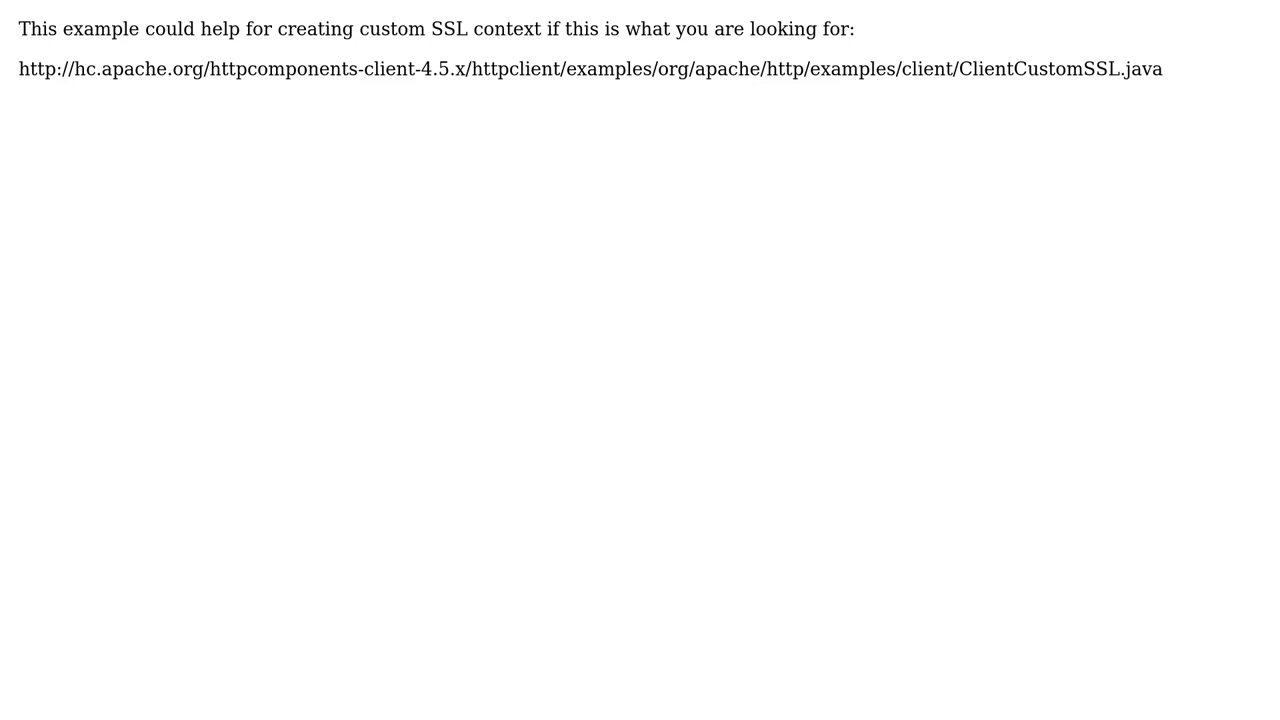 This example could help for creating custom SSL context if this is what you are looking for:
http://hc.apache.org/httpcomponents-client-4.5.x/httpclient/examples/org/apache/http/examples/client/ClientCustomSSL.java